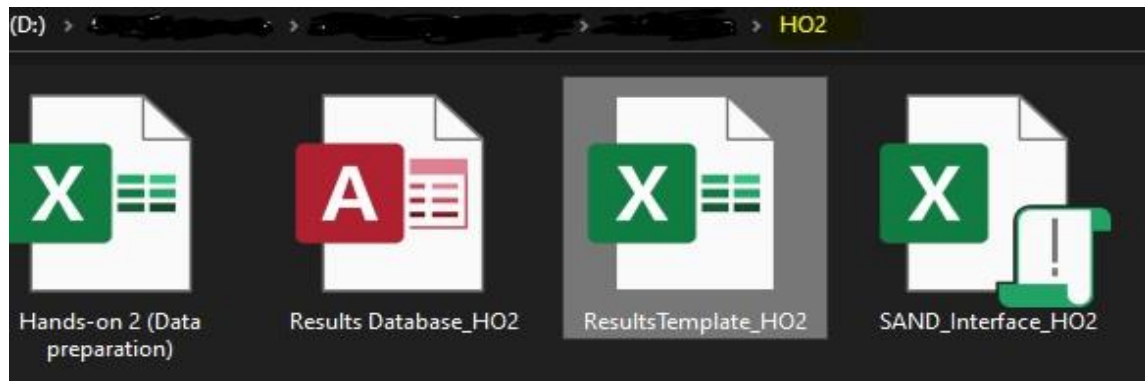 (D:) > > > > HO2
X
A
X
X
!
Hands-on 2 (Data
preparation)
Results Database_HO2
ResultsTemplate_HO2
SAND_Interface_HO2